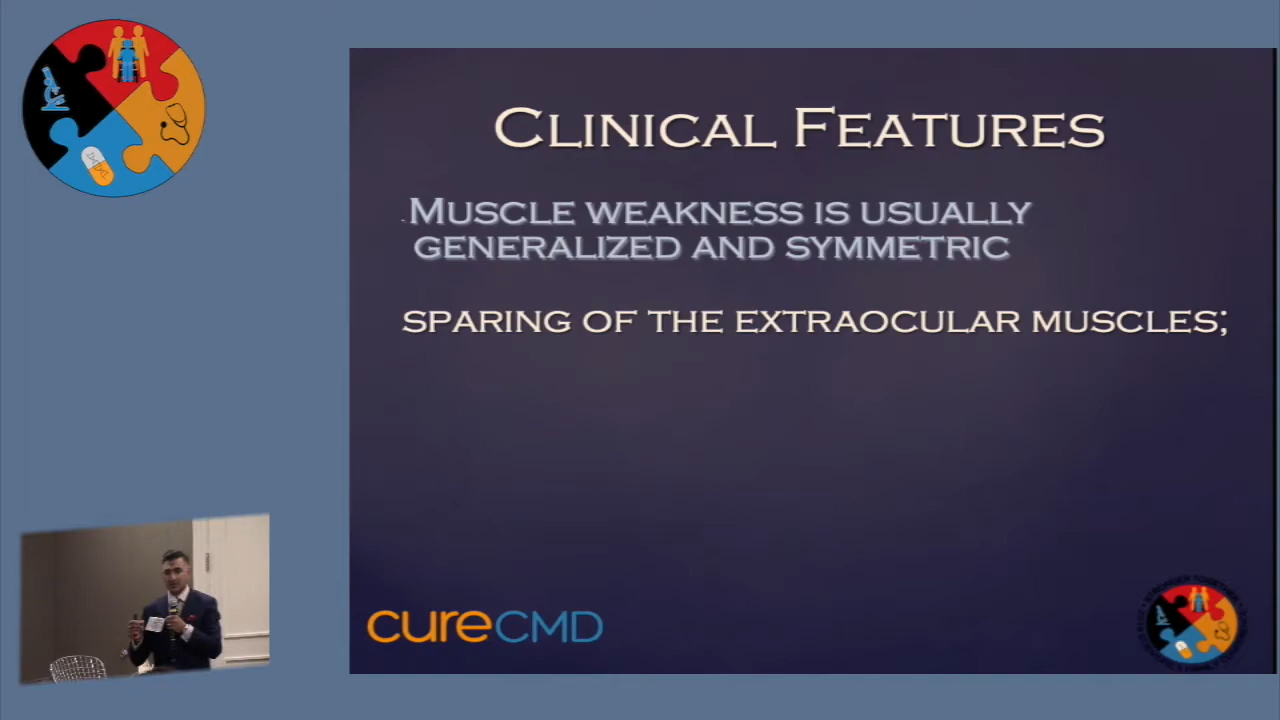 Clinical Features
Muscle weakness is usually
generalized and symmetric
sparing of the extraocular muscles;
cureCMD